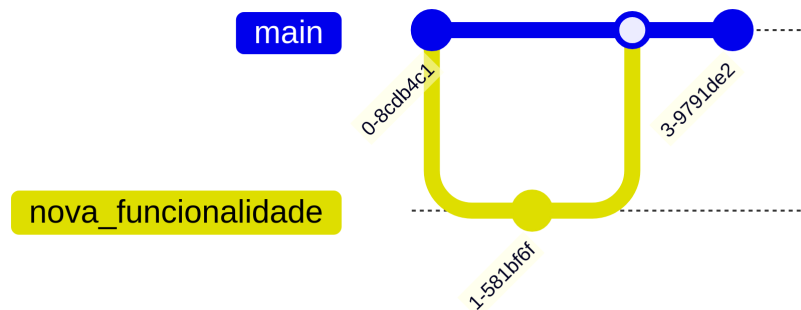 main
0-8cdb4c1
3-9791de2
nova_funcionalidade
1-581bf6f